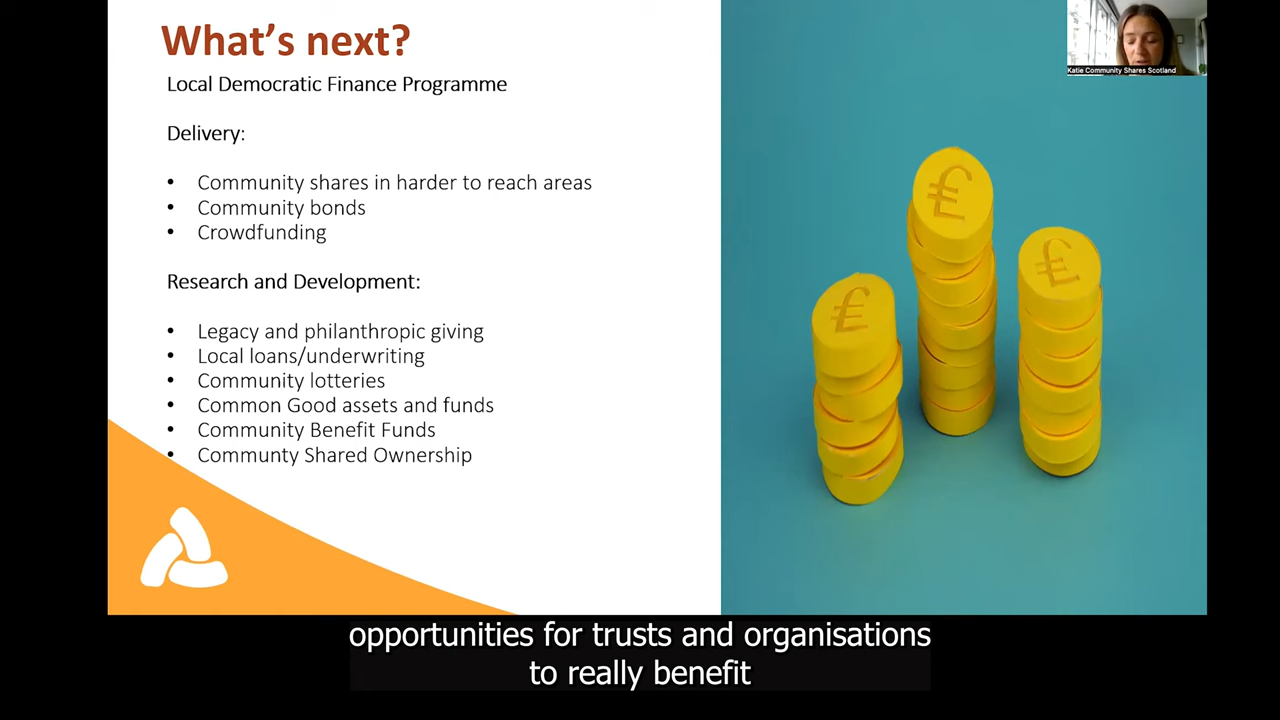 What's next?
Local Democratic Finance Programme
Delivery:
• Community shares in harder to reach areas
• Community bonds
• Crowdfunding
Research and Development:
• Legacy and philanthropic giving
• Local loans/underwriting
• Community lotteries
• Common Good assets and funds
• Community Benefit Funds
• Communty Shared Ownership
£
£
£
Katie Community Shares Scotland
opportunities for trusts and organisations
to really benefit